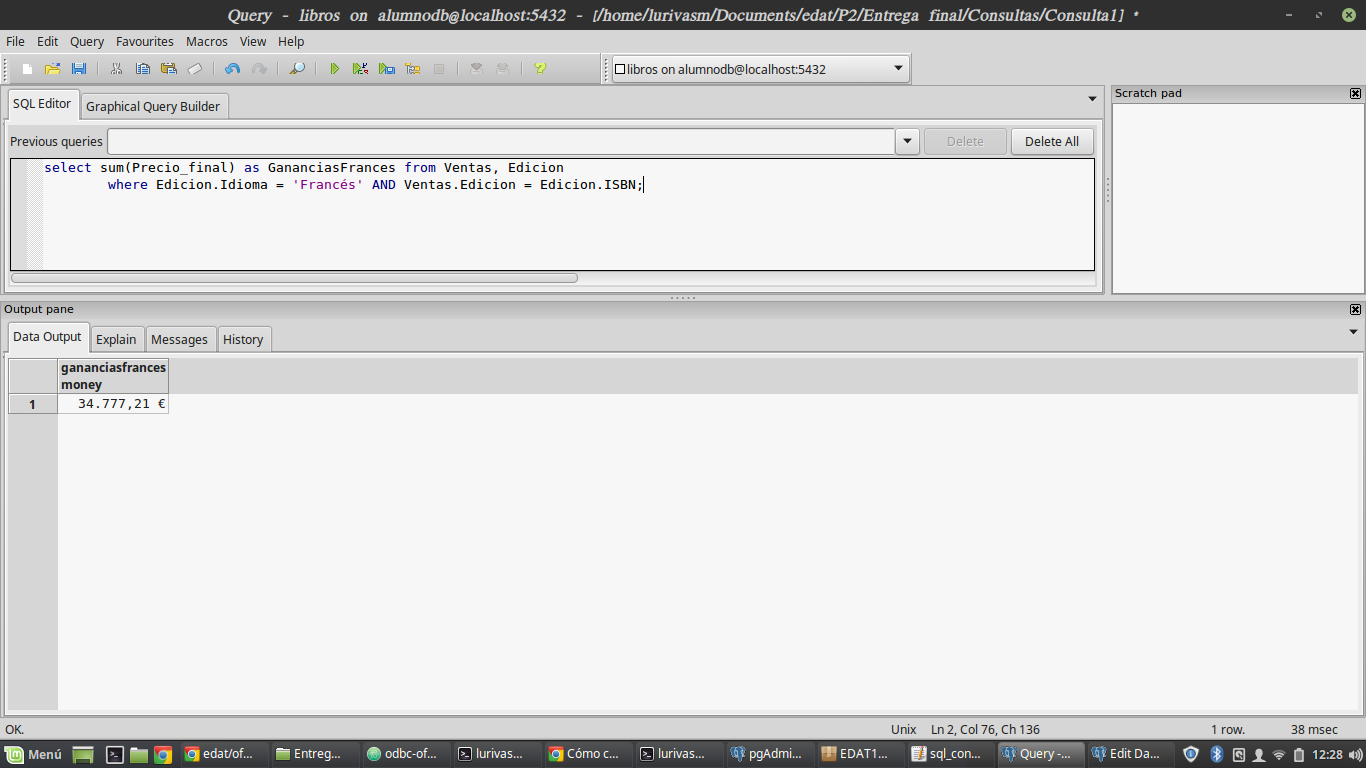 Query - libros on alumnodb@localhost:5432 - [/home/lurivasm/Documents/edat/P2/Entrega final/Consultas/Consulta1] *
File Edit Query Favourites Macros View Help
libros on alumnodb@localhost:5432
SQL Editor Graphical Query Builder
Scratch pad
Previous queries Delete Delete All
select sum(Precio_final) as GananciasFrances from Ventas, Edicion
where Edicion.Idioma = 'Francés' AND Ventas.Edicion = Edicion.ISBN;
Output pane
Data Output Explain Messages History
gananciasfrances
money
1 34.777,21 €
OK. Unix Ln 2, Col 76, Ch 136 1 row. 38 msec
Menú edat/of... Entreg... odbc-of... lurivas... Cómo c... lurivas... pgAdmi... EDAT1... sql_con... Query -... Edit Da... 12:28